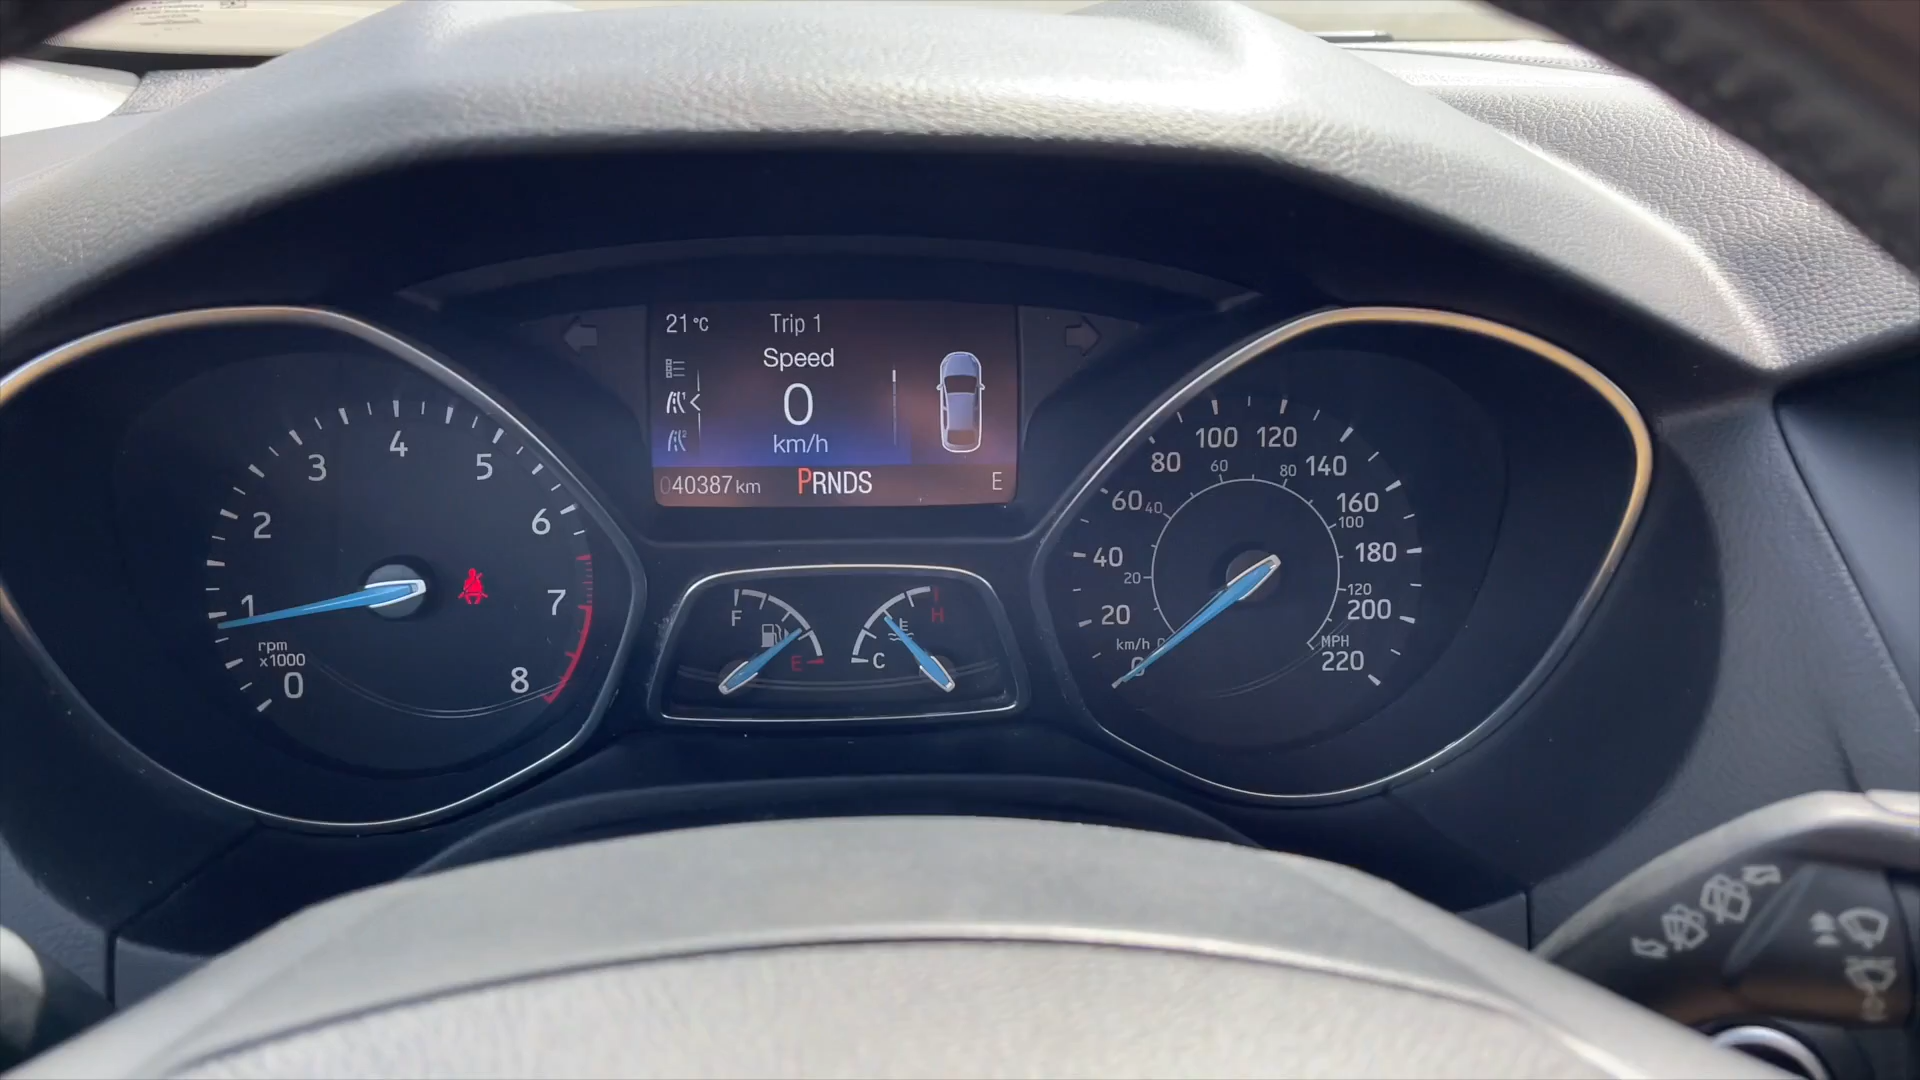 21°C Trip 1
Speed
0
km/h
040387 km PRNDS E
0 1 2 3 4 5 6 7 8
rpm
x1000
F E
C H
0 20 40 60 80 100 120 140 160 180 200 220
km/h
0 20 40 60 80 100 120
MPH